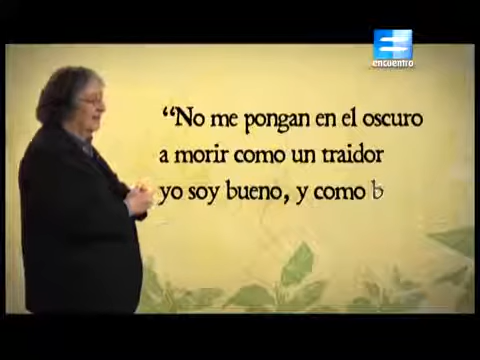 encuentro
“No me pongan en el oscuro
a morir como un traidor
yo soy bueno, y como b